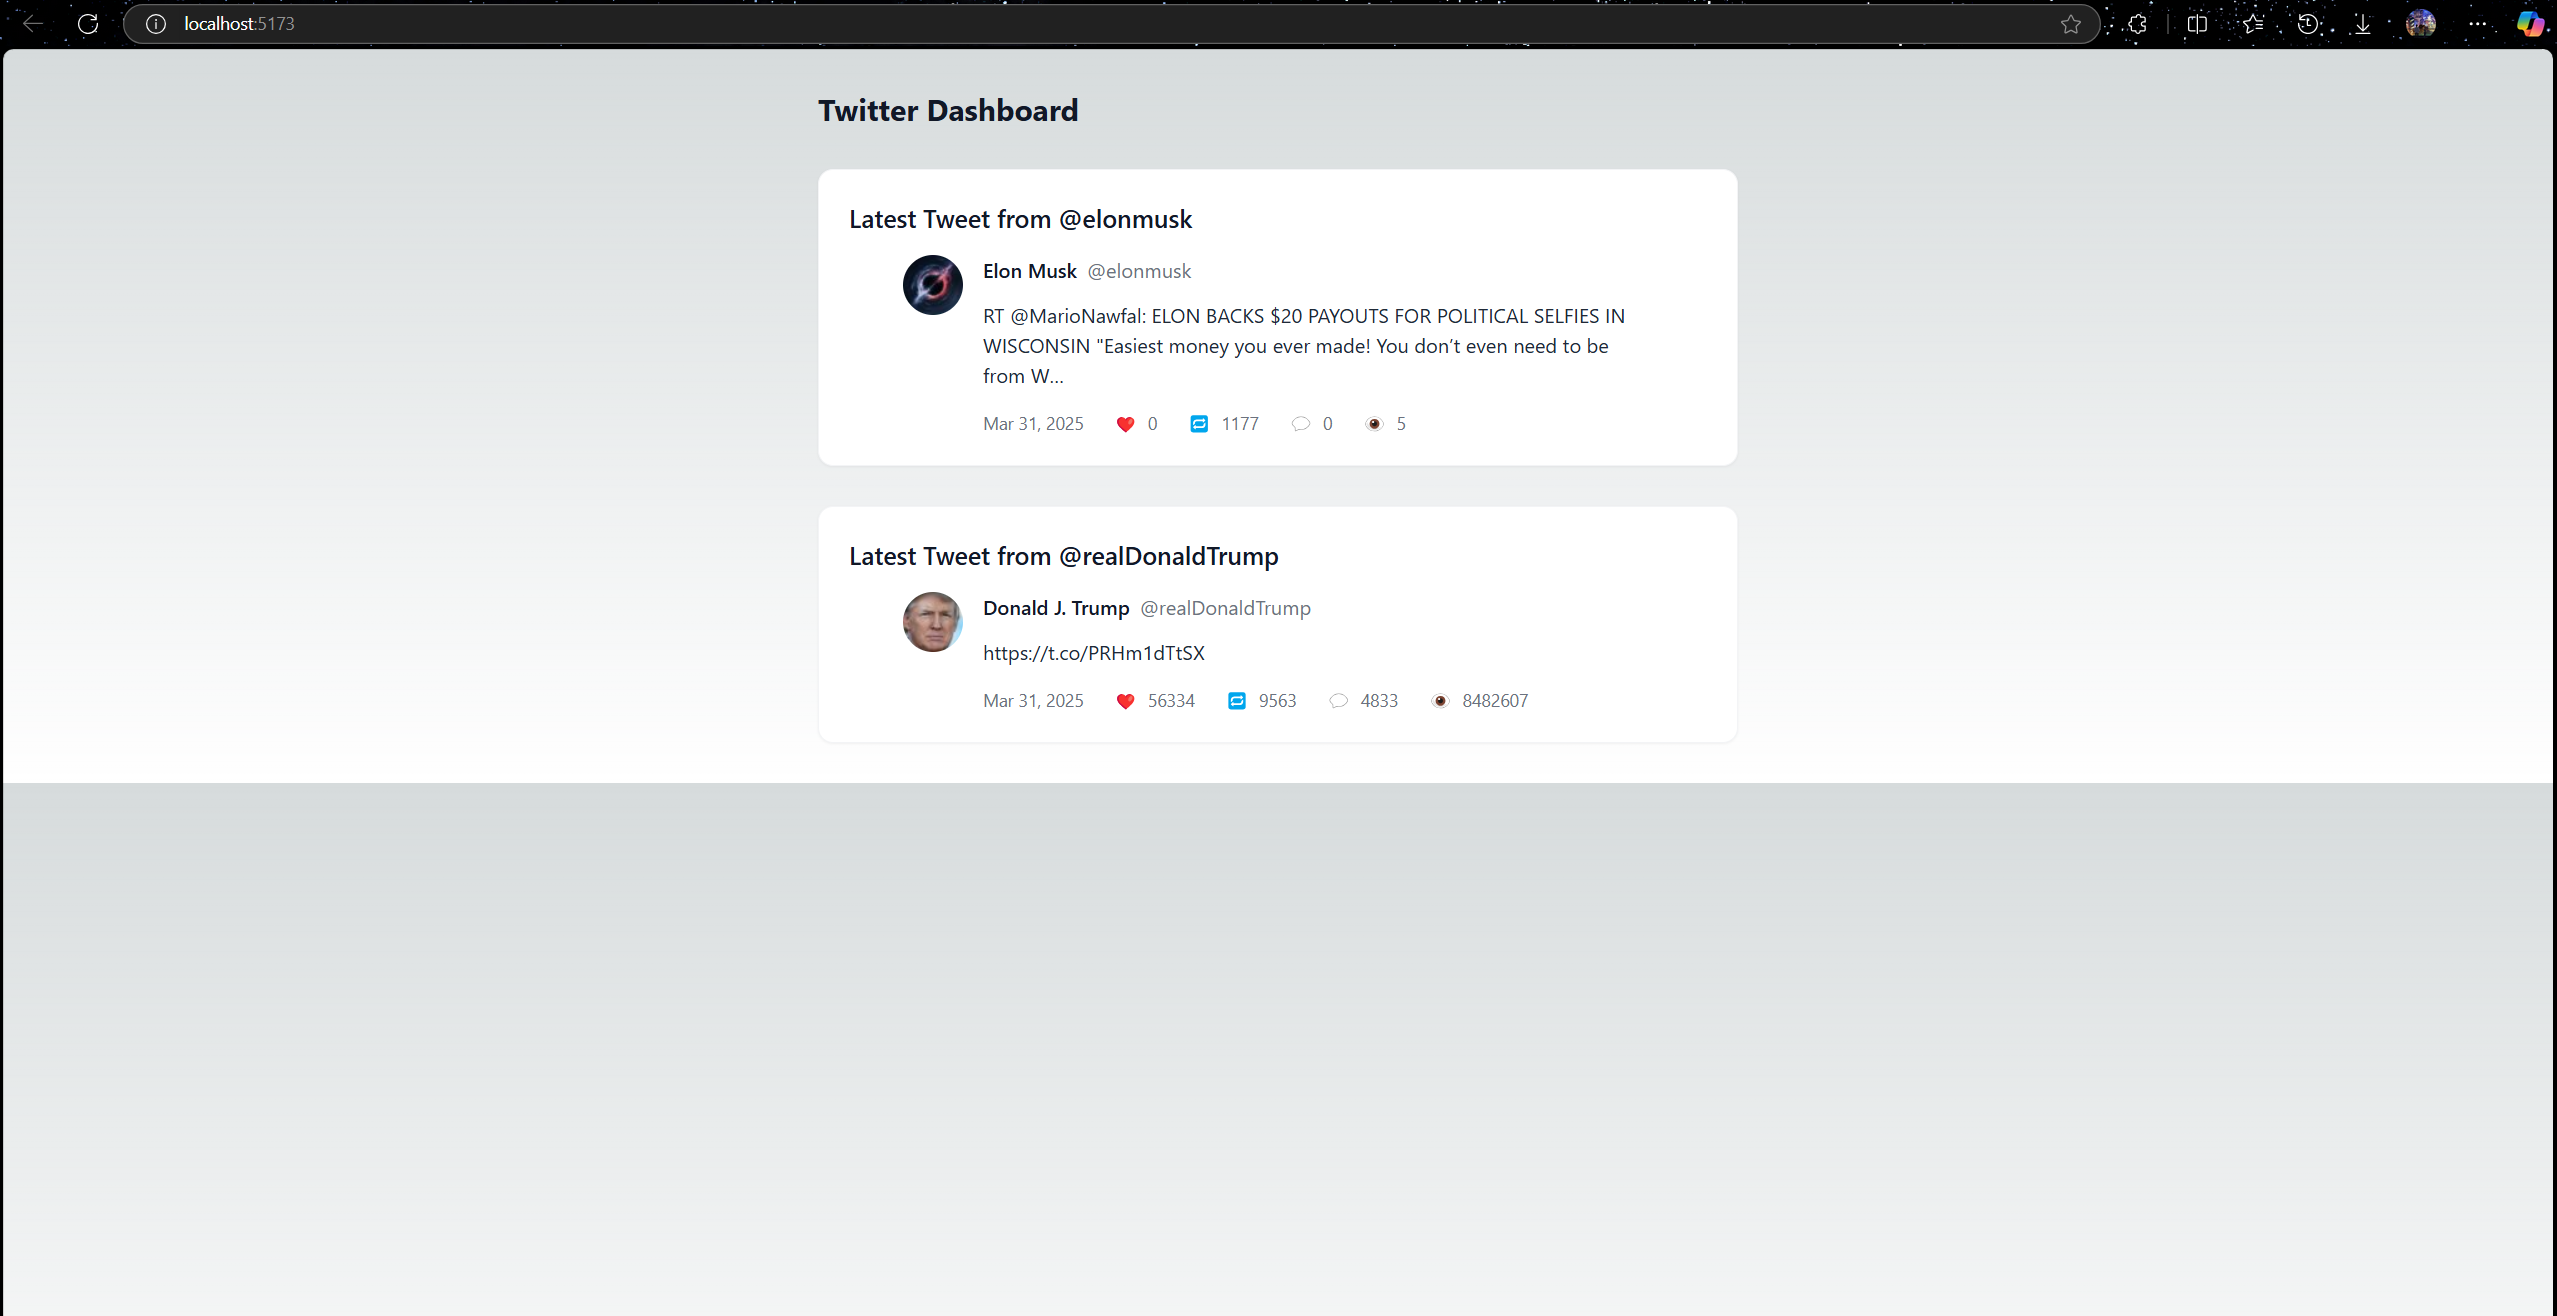 localhost:5173
Twitter Dashboard
Latest Tweet from @elonmusk
Elon Musk @elonmusk
RT @MarioNawfal: ELON BACKS $20 PAYOUTS FOR POLITICAL SELFIES IN
WISCONSIN "Easiest money you ever made! You don’t even need to be
from W…
Mar 31, 2025 ❤️ 0 🔁 1177 💬 0 👁️ 5
Latest Tweet from @realDonaldTrump
Donald J. Trump @realDonaldTrump
https://t.co/PRHm1dTtSX
Mar 31, 2025 ❤️ 56334 🔁 9563 💬 4833 👁️ 8482607